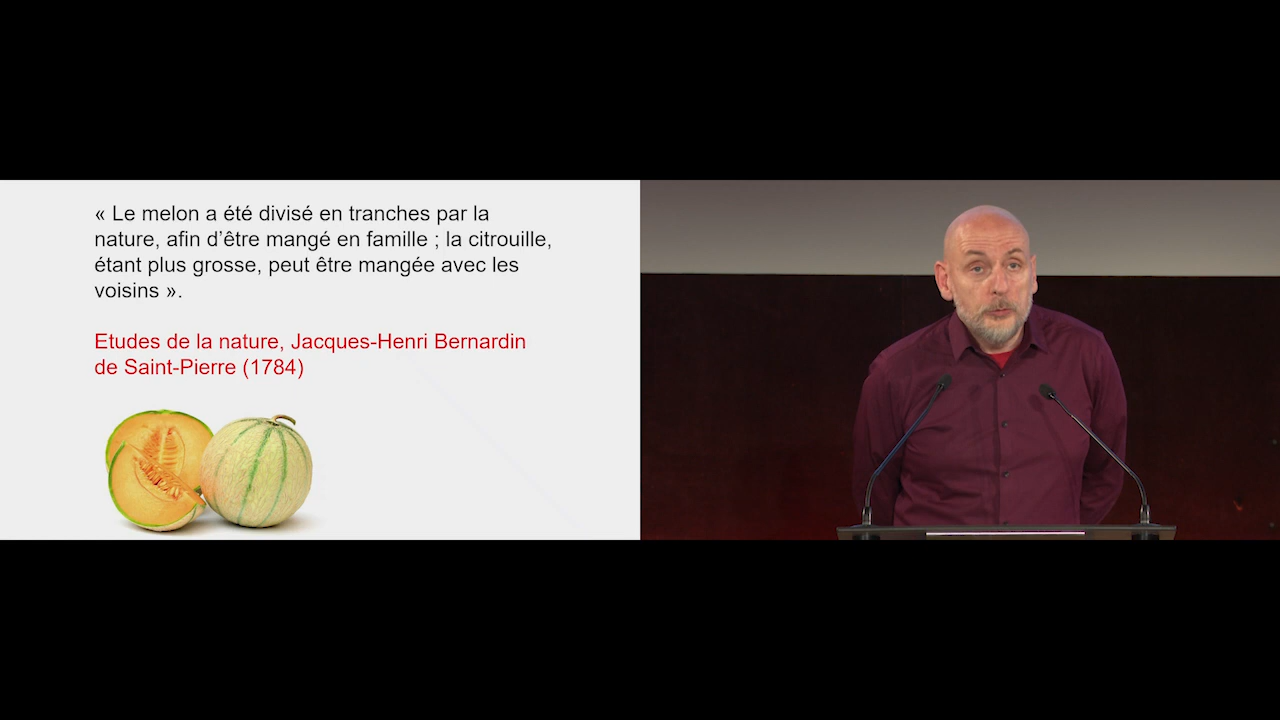 « Le melon a été divisé en tranches par la
nature, afin d’être mangé en famille ; la citrouille,
étant plus grosse, peut être mangée avec les
voisins ».
Etudes de la nature, Jacques-Henri Bernardin
de Saint-Pierre (1784)